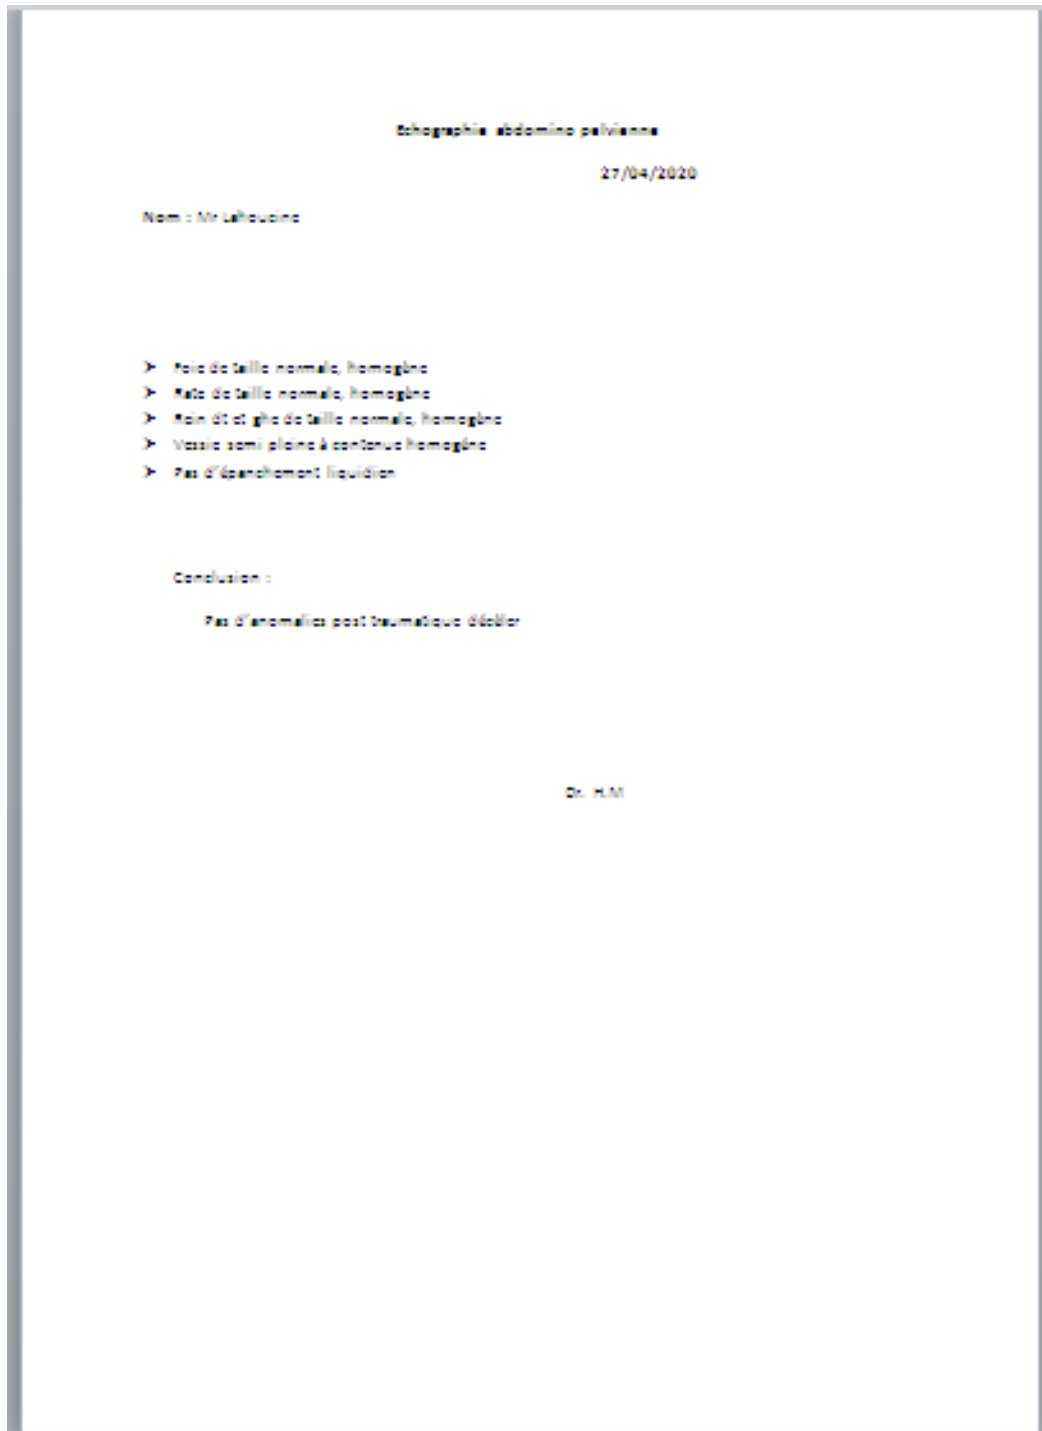 Echographie abdomino pelvienne
27/04/2020
Nom : Mr Lahoucine
Foie de taille normale, homogène
Rate de taille normale, homogène
Rein dt et ghe de taille normale, homogène
Vessie semi pleine à contenue homogène
Pas d'épanchement liquidien
Conclusion :
Pas d'anomalies post traumatique décéler
Dr. H.M